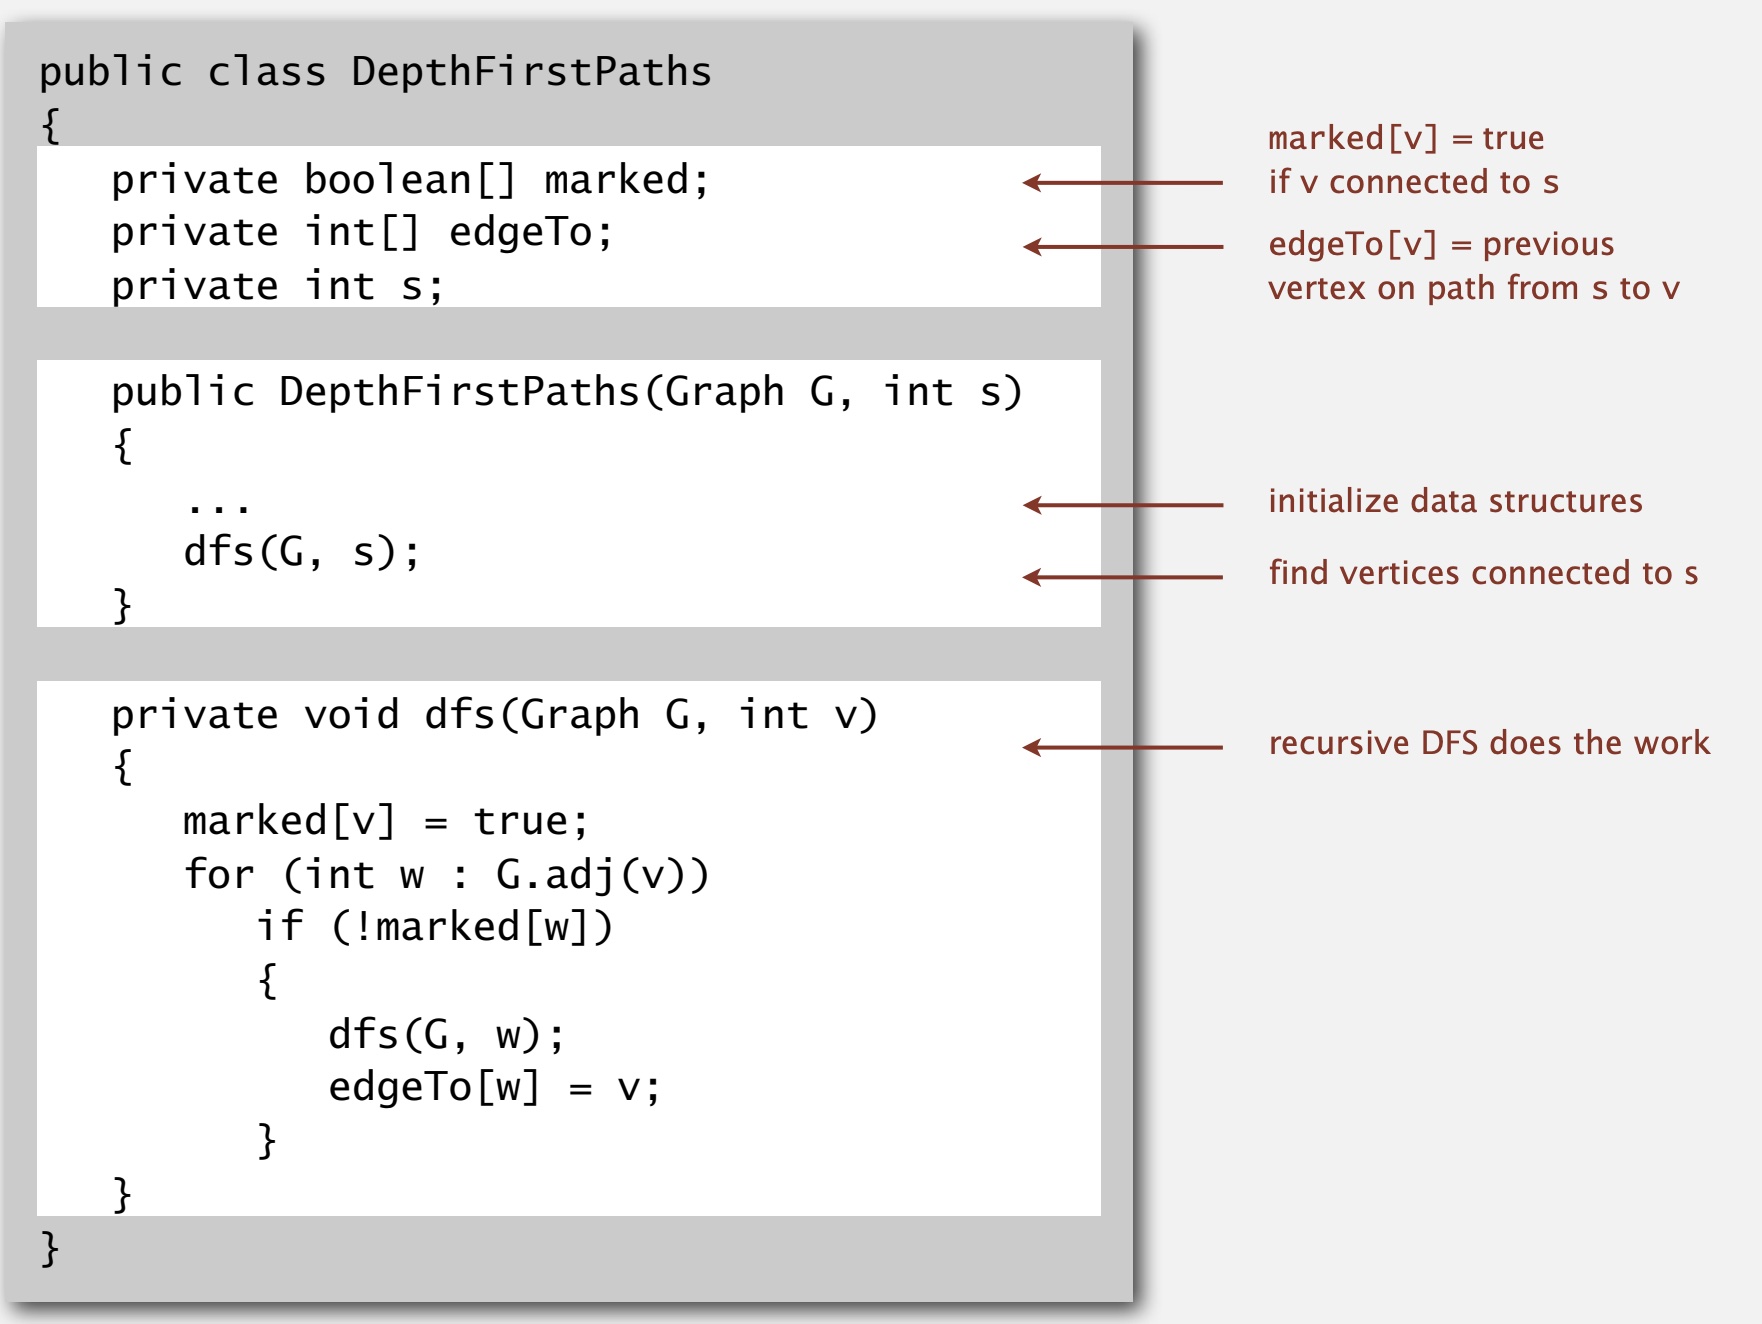 public class DepthFirstPaths
{
   private boolean[] marked;
   private int[] edgeTo;
   private int s;
   public DepthFirstPaths(Graph G, int s)
   {
      ...
      dfs(G, s);
   }
   private void dfs(Graph G, int v)
   {
      marked[v] = true;
      for (int w : G.adj(v))
         if (!marked[w])
         {
            dfs(G, w);
            edgeTo[w] = v;
         }
   }
}
marked[v] = true
if v connected to s
edgeTo[v] = previous
vertex on path from s to v
initialize data structures
find vertices connected to s
recursive DFS does the work